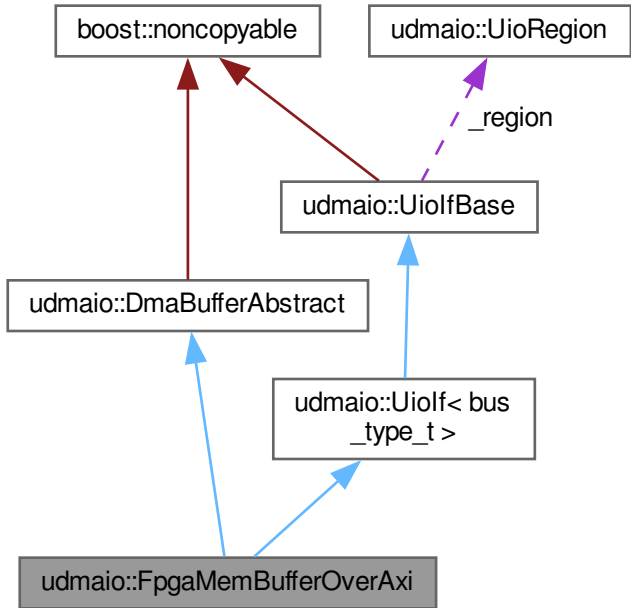 boost::noncopyable
udmaio::UioRegion
_region
udmaio::UioIfBase
udmaio::DmaBufferAbstract
udmaio::UioIf< bus
_type_t >
udmaio::FpgaMemBufferOverAxi